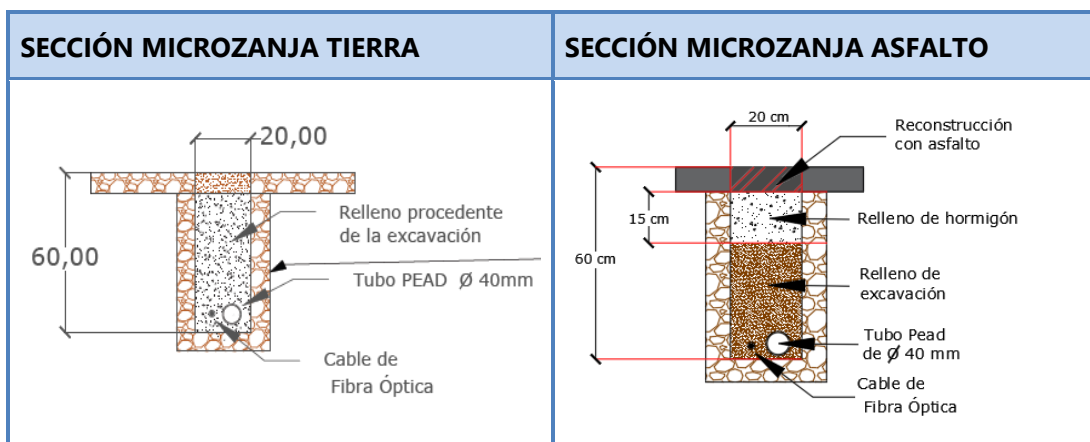 SECCIÓN MICROZANJA TIERRA
SECCIÓN MICROZANJA ASFALTO
20,00
60,00
Relleno procedente
de la excavación
Tubo PEAD Ø 40mm
Cable de
Fibra Óptica
20 cm
Reconstrucción
con asfalto
15 cm
Relleno de hormigón
60 cm
Relleno de
excavación
Tubo Pead
de Ø 40 mm
Cable de
Fibra Óptica